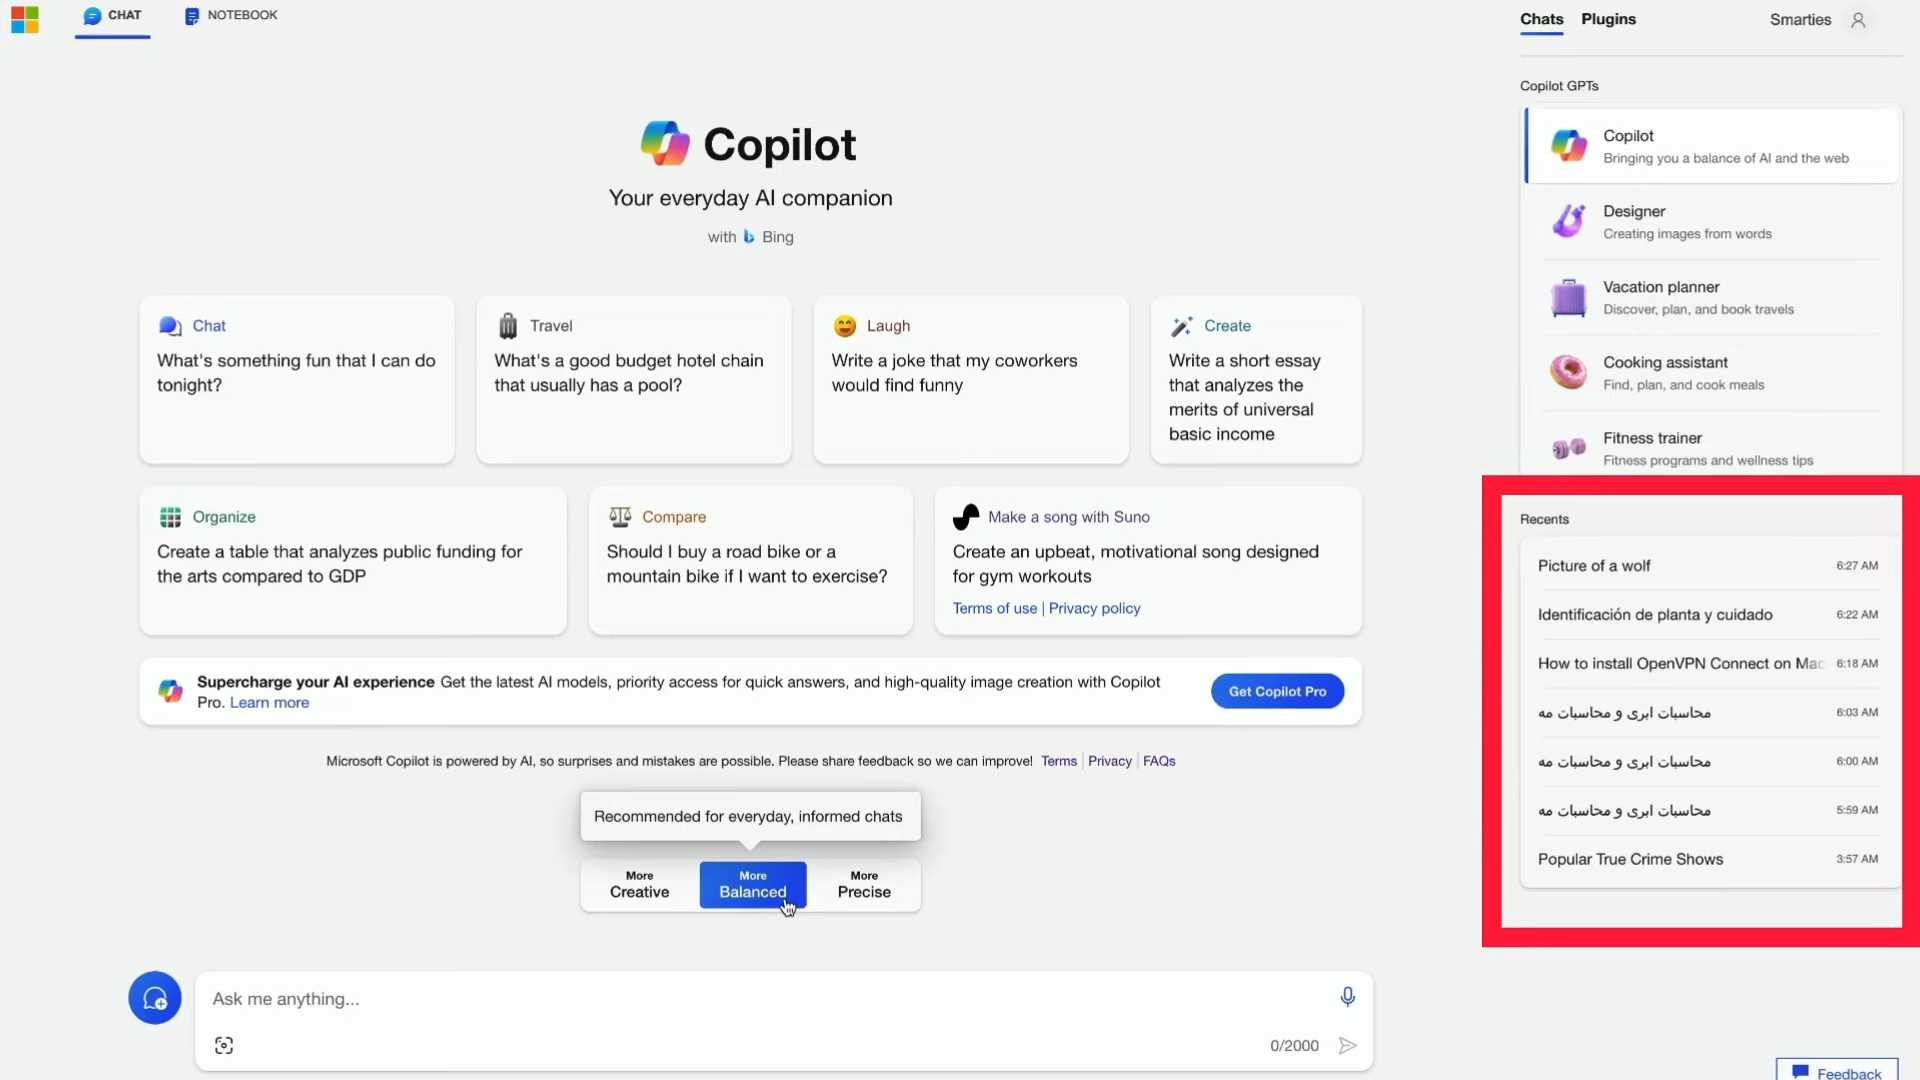 CHAT
NOTEBOOK
Chats
Plugins
Smarties
Copilot
Your everyday AI companion
with Bing
Chat
What's something fun that I can do
tonight?
Travel
What's a good budget hotel chain
that usually has a pool?
Laugh
Write a joke that my coworkers
would find funny
Create
Write a short essay
that analyzes the
merits of universal
basic income
Organize
Create a table that analyzes public funding for
the arts compared to GDP
Compare
Should I buy a road bike or a
mountain bike if I want to exercise?
Make a song with Suno
Create an upbeat, motivational song designed
for gym workouts
Terms of use | Privacy policy
Supercharge your AI experience Get the latest AI models, priority access for quick answers, and high-quality image creation with Copilot
Pro. Learn more
Get Copilot Pro
Microsoft Copilot is powered by AI, so surprises and mistakes are possible. Please share feedback so we can improve! Terms | Privacy | FAQs
Recommended for everyday, informed chats
More
Creative
More
Balanced
More
Precise
Ask me anything...
0/2000
Copilot GPTs
Copilot
Bringing you a balance of AI and the web
Designer
Creating images from words
Vacation planner
Discover, plan, and book travels
Cooking assistant
Find, plan, and cook meals
Fitness trainer
Fitness programs and wellness tips
Recents
Picture of a wolf 6:27 AM
Identificación de planta y cuidado 6:22 AM
How to install OpenVPN Connect on Mac 6:18 AM
محاسبات ابری و محاسبات مه 6:03 AM
محاسبات ابری و محاسبات مه 6:00 AM
محاسبات ابری و محاسبات مه 5:59 AM
Popular True Crime Shows 3:57 AM
Feedback